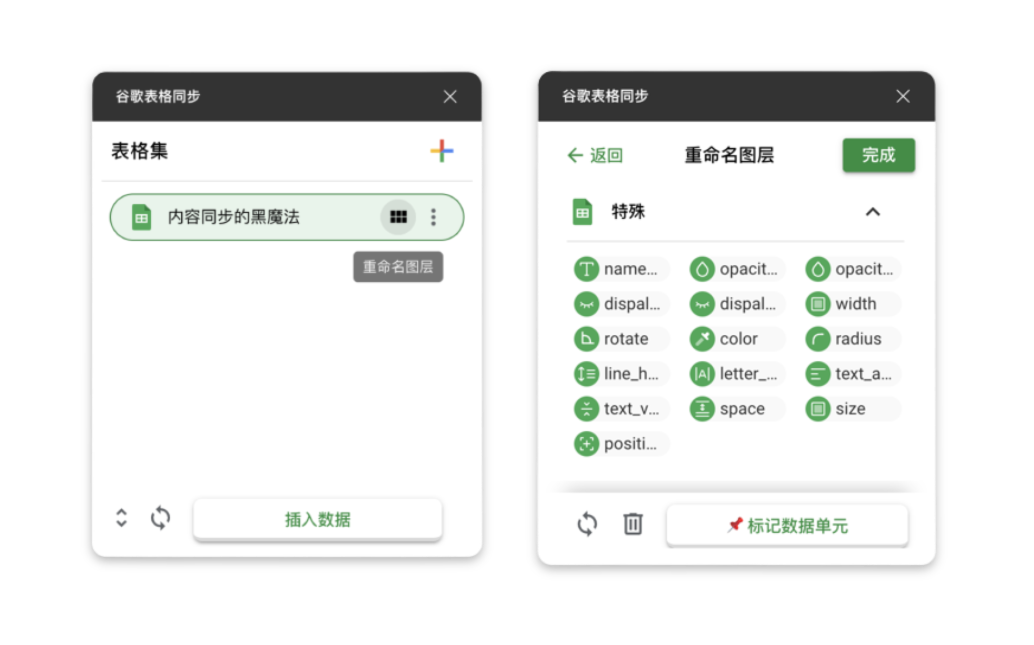 谷歌表格同步
表格集
内容同步的黑魔法
重命名图层
插入数据
谷歌表格同步
返回 重命名图层 完成
特殊
name... opacit... opacit...
dispal... dispal... width
rotate color radius
line_h... letter_... text_a...
text_v... space size
positi...
标记数据单元